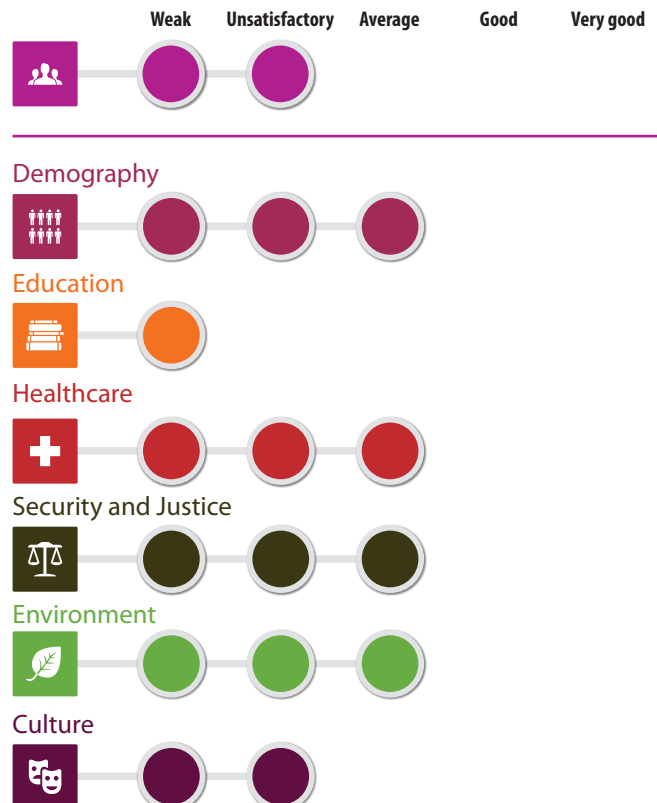 Weak Unsatisfactory Average Good Very good
Demography
Education
Healthcare
Security and Justice
Environment
Culture